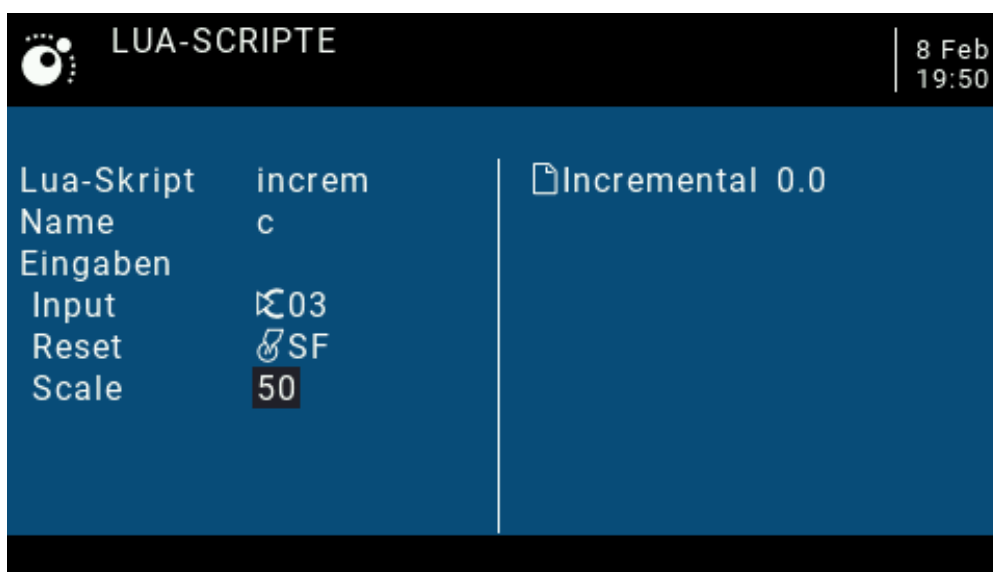 LUA-SCRIPTE
8 Feb
19:50
Lua-Skript increm
Name c
Eingaben
Input 03
Reset SF
Scale 50
Incremental 0.0